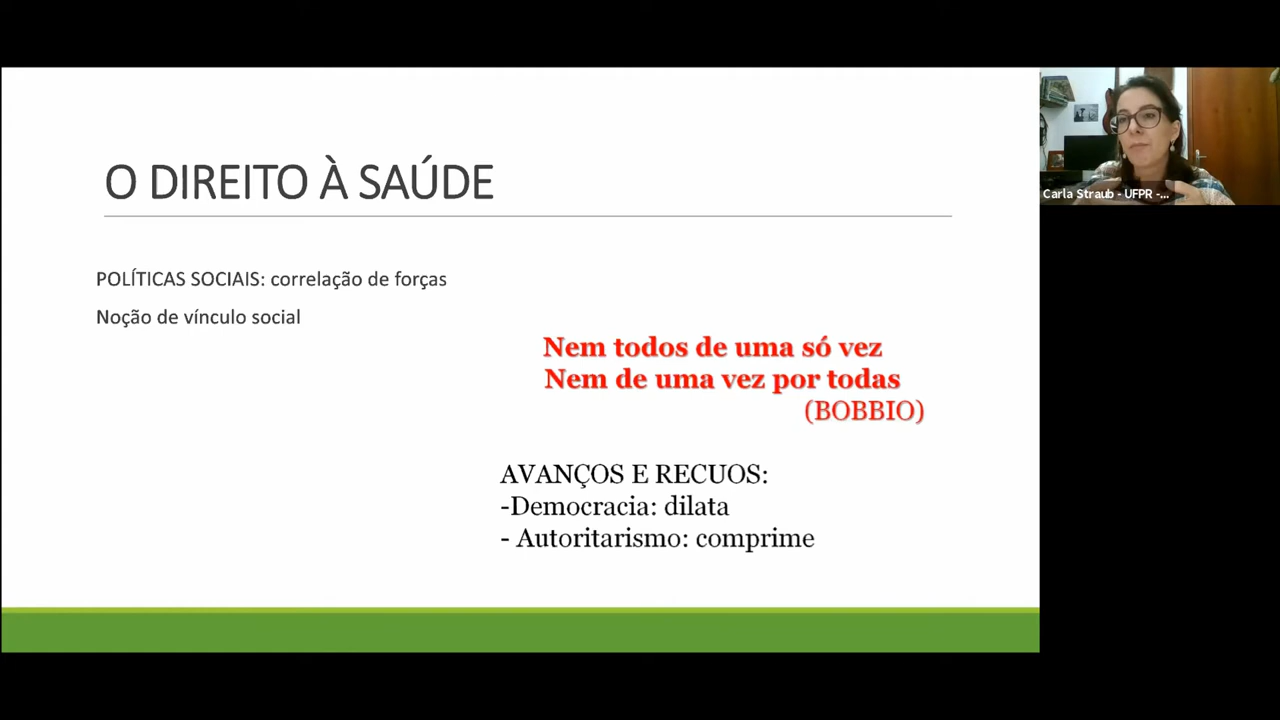 O DIREITO À SAÚDE
POLÍTICAS SOCIAIS: correlação de forças
Noção de vínculo social
Nem todos de uma só vez
Nem de uma vez por todas
(BOBBIO)
AVANÇOS E RECUOS:
-Democracia: dilata
- Autoritarismo: comprime
Carla Straub - UFPR -...